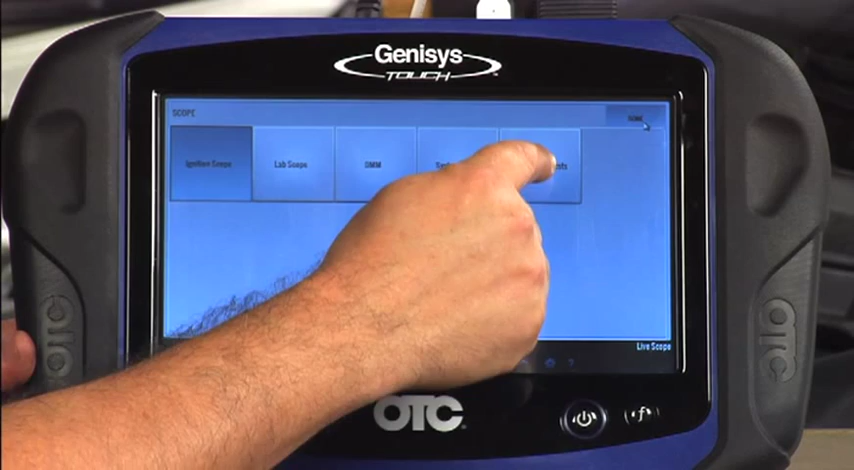 Genisys
TOUCH
SCOPE
Ignition Scope
Lab Scope
DMM
Live Scope
OTC
OTC
OTC